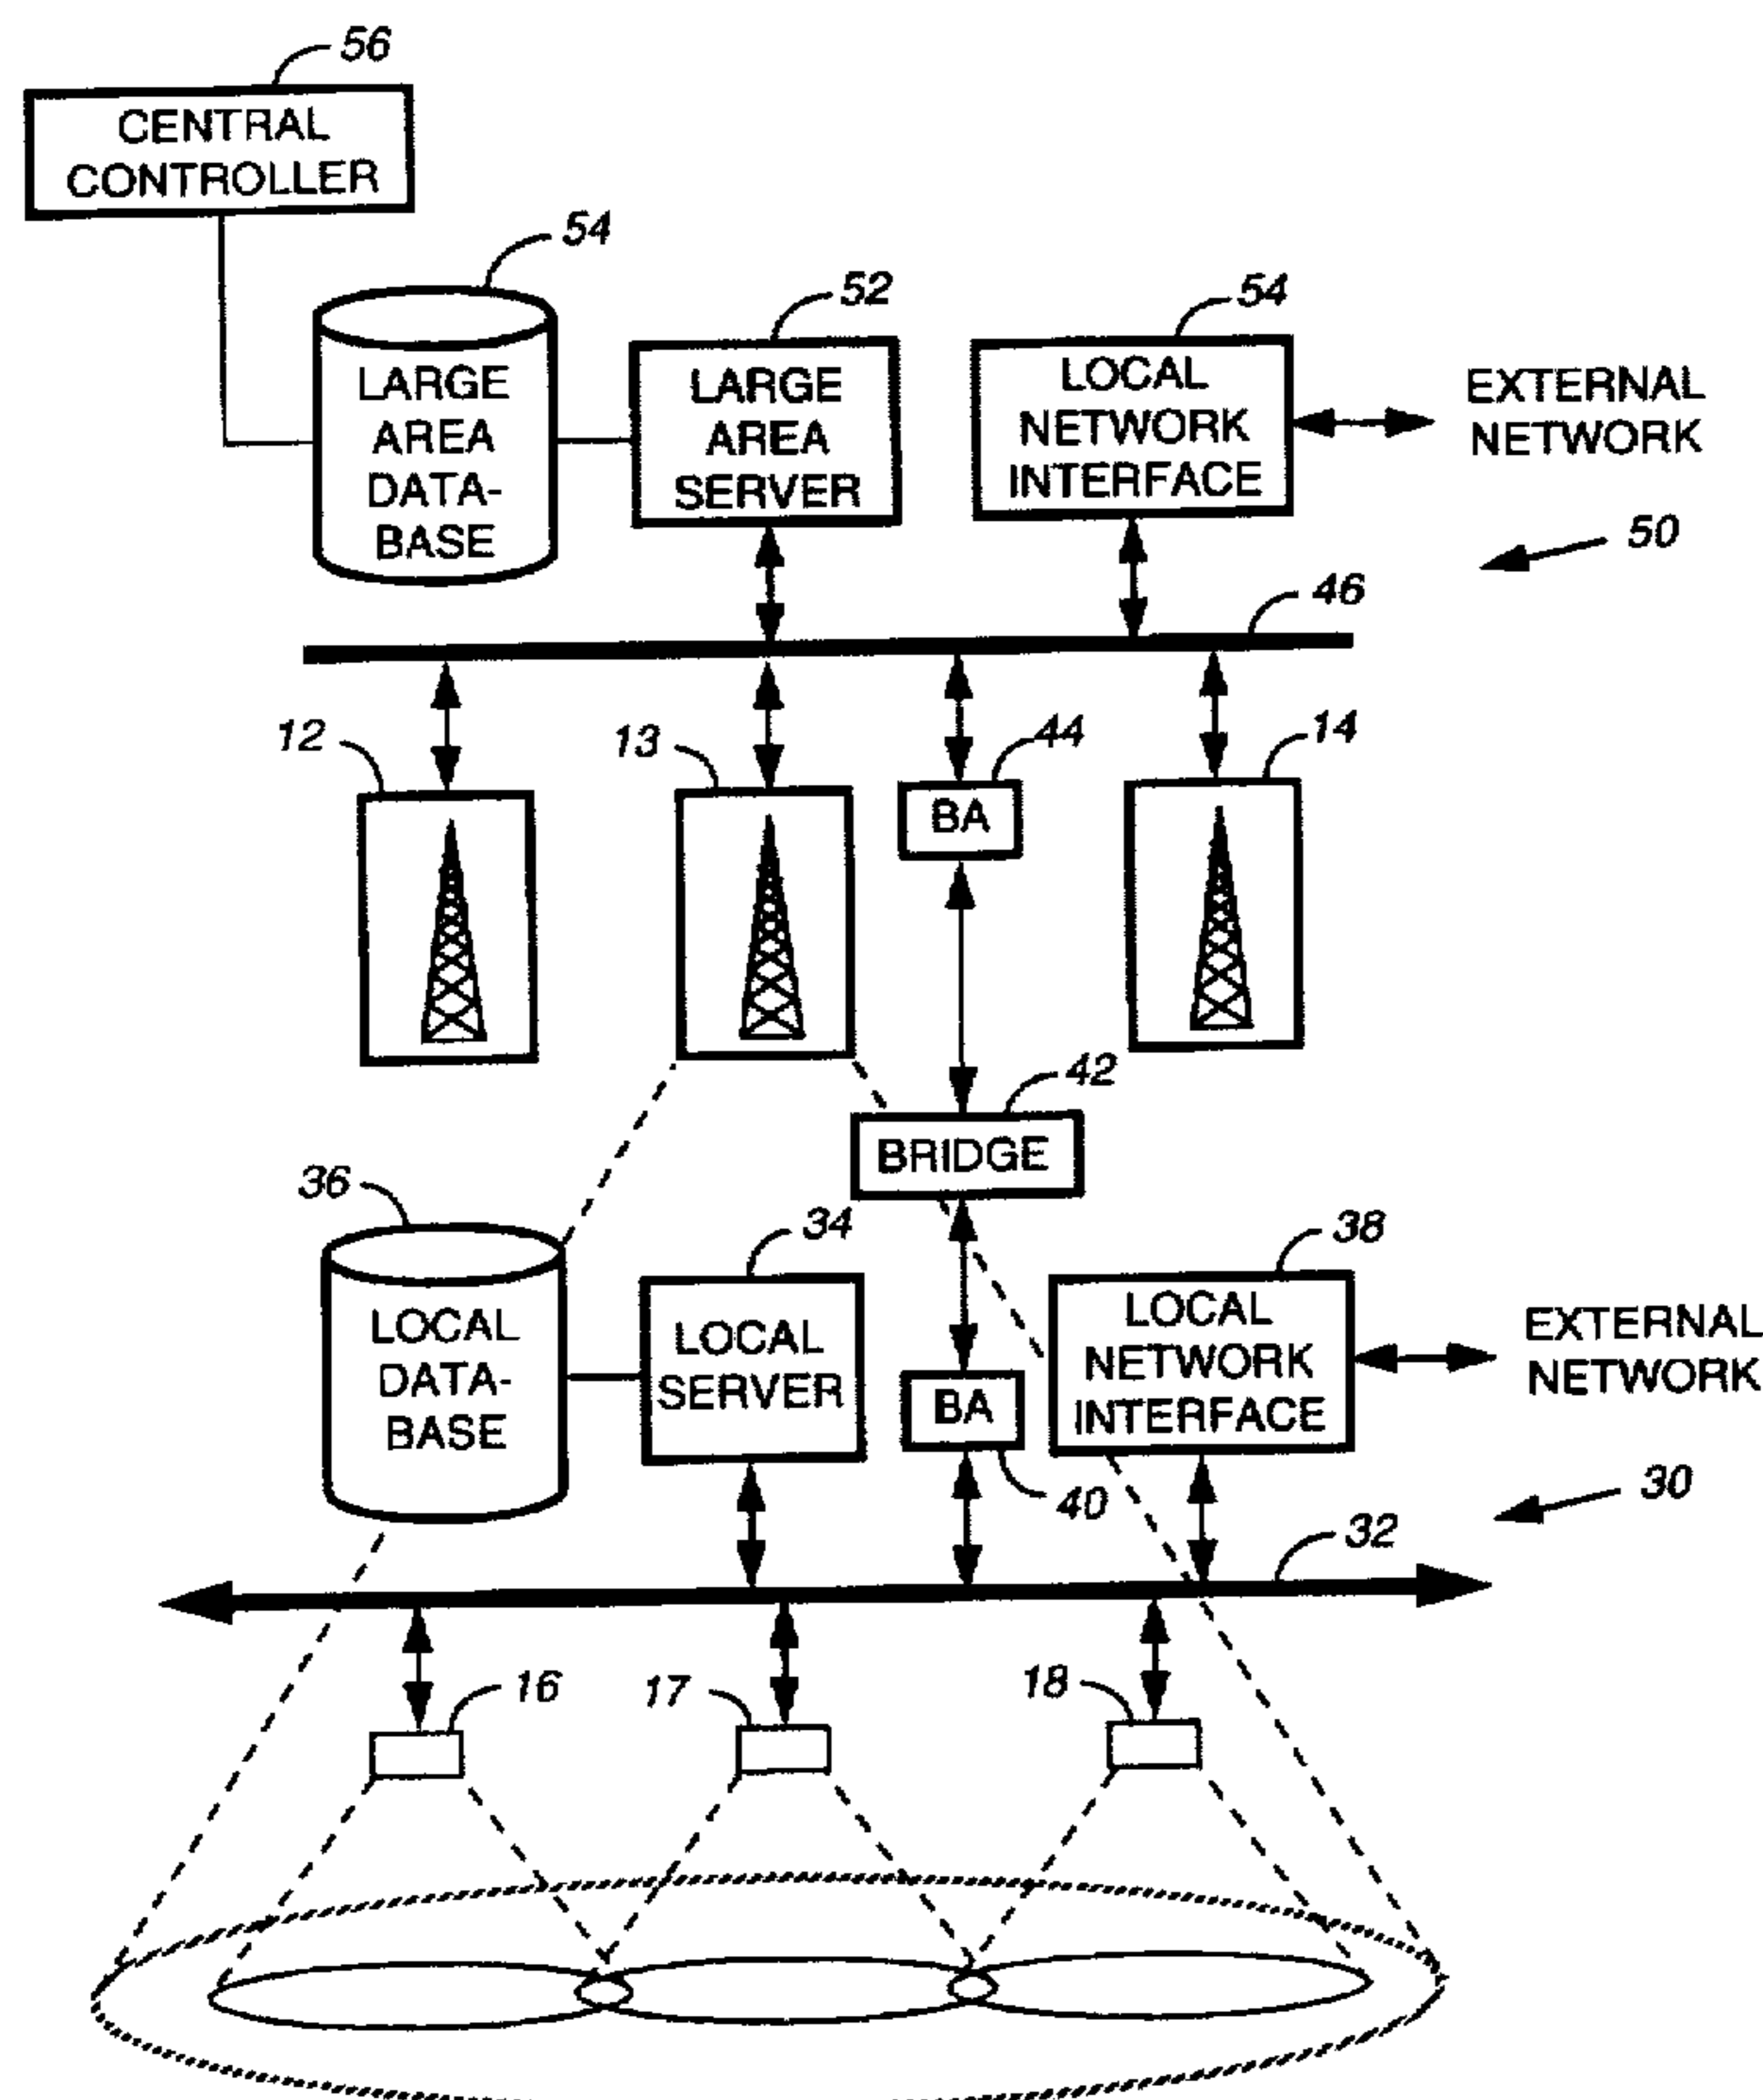 56
CENTRAL
CONTROLLER
54
LARGE
AREA
DATA-
BASE
52
LARGE
AREA
SERVER
54
LOCAL
NETWORK
INTERFACE
EXTERNAL
NETWORK
50
46
12
13
44
BA
14
42
BRIDGE
36
LOCAL
DATA-
BASE
34
LOCAL
SERVER
BA
40
38
LOCAL
NETWORK
INTERFACE
EXTERNAL
NETWORK
30
32
16
17
18